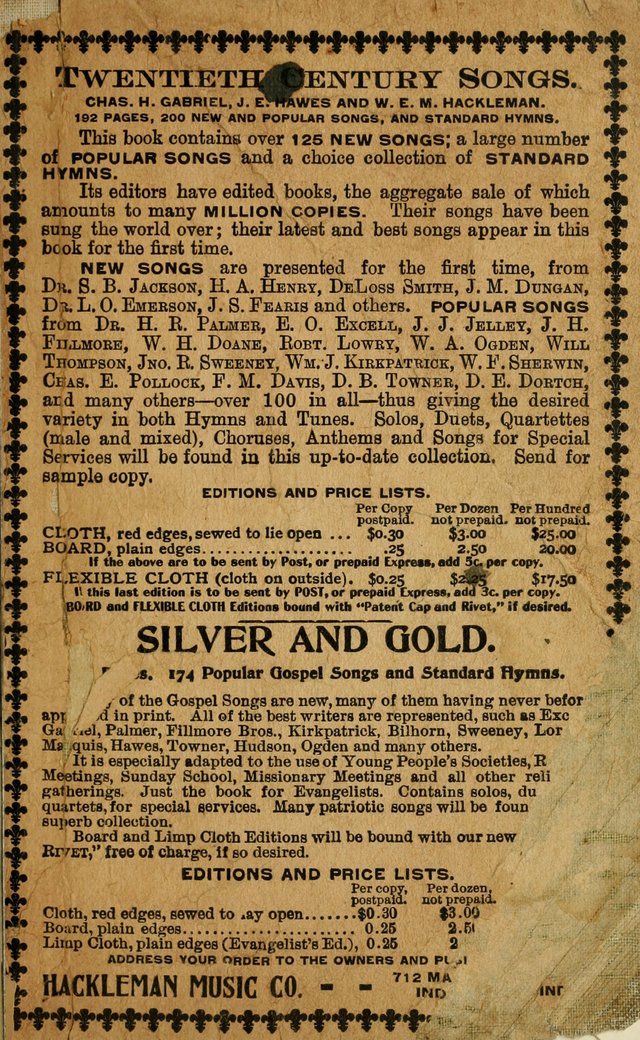 TWENTIETH CENTURY SONGS.
CHAS. H. GABRIEL, J. E. HAWES AND W. E. M. HACKLEMAN.
192 PAGES, 200 NEW AND POPULAR SONGS, AND STANDARD HYMNS.
This book contains over 125 NEW SONGS; a large number
of POPULAR SONGS and a choice collection of STANDARD
HYMNS.
Its editors have edited books, the aggregate sale of which
amounts to many MILLION COPIES. Their songs have been
sung the world over; their latest and best songs appear in this
book for the first time.
NEW SONGS are presented for the first time, from
DR. S. B. JACKSON, H. A. HENRY, DELOSS SMITH, J. M. DUNGAN,
DR. L. O. EMERSON, J. S. FEARIS and others. POPULAR SONGS
from DR. H. R. PALMER, E. O. EXCELL, J. J. JELLEY, J. H.
FILLMORE, W. H. DOANE, ROBT. LOWRY, W. A. OGDEN, WILL
THOMPSON, JNO. R. SWEENEY, WM. J. KIRKPATRICK, W. F. SHERWIN,
CHAS. E. POLLOCK, F. M. DAVIS, D. B. TOWNER, D. E. DORTCH,
and many others—over 100 in all—thus giving the desired
variety in both Hymns and Tunes. Solos, Duets, Quartettes
(male and mixed), Choruses, Anthems and Songs for Special
Services will be found in this up-to-date collection. Send for
sample copy.
EDITIONS AND PRICE LISTS.
Per Copy Per Dozen Per Hundred
postpaid. not prepaid. not prepaid.
CLOTH, red edges, sewed to lie open ... $0.30 $3.00 $25.00
BOARD, plain edges................... .25 2.50 20.00
If the above are to be sent by Post, or prepaid Express, add 5c. per copy.
FLEXIBLE CLOTH (cloth on outside). $0.25 $2.25 $17.50
If this last edition is to be sent by POST, or prepaid Express, add 3c. per copy.
BOARD and FLEXIBLE CLOTH Editions bound with "Patent Cap and Rivet," if desired.
SILVER AND GOLD.
174 Popular Gospel Songs and Standard Hymns.
of the Gospel Songs are new, many of them having never befor
d in print. All of the best writers are represented, such as Exc
Gabriel, Palmer, Fillmore Bros., Kirkpatrick, Bilhorn, Sweeney, Lor
Marquis, Hawes, Towner, Hudson, Ogden and many others.
It is especially adapted to the use of Young People's Societies, R
Meetings, Sunday School, Missionary Meetings and all other reli
gatherings. Just the book for Evangelists. Contains solos, du
quartets, for special services. Many patriotic songs will be foun
superb collection.
Board and Limp Cloth Editions will be bound with our new
RIVET," free of charge, if so desired.
EDITIONS AND PRICE LISTS.
Per copy, Per dozen,
postpaid. not prepaid.
Cloth, red edges, sewed to lay open.......$0.30 $3.00
Board, plain edges..................... 0.25 2.5
Limp Cloth, plain edges (Evangelist's Ed.), 0.25 2
ADDRESS YOUR ORDER TO THE OWNERS AND
HACKLEMAN MUSIC CO. - - 712 MA
IND IND